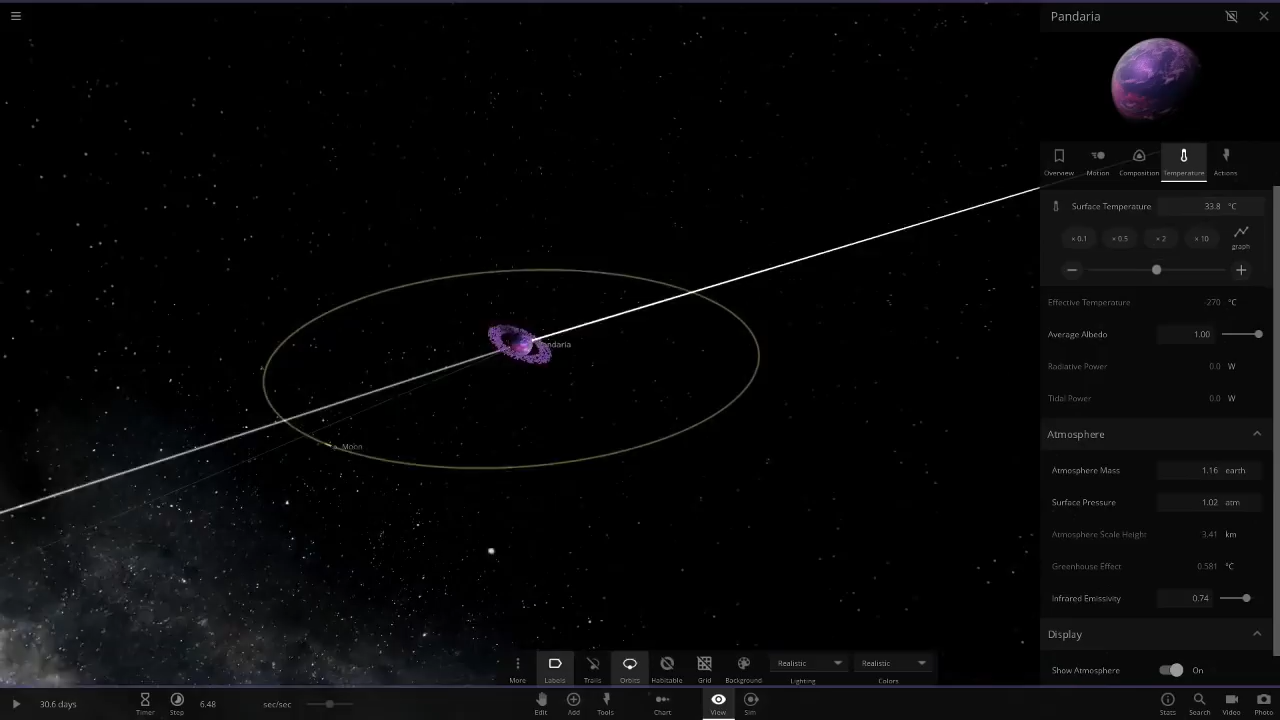 Pandaria
Overview Motion Composition Temperature Actions
Surface Temperature 33.8 °C
× 0.1 × 0.5 × 2 × 10 graph
Effective Temperature -270 °C
Average Albedo 1.00
Radiative Power 0.0 W
Tidal Power 0.0 W
Atmosphere
Atmosphere Mass 1.16 earth
Surface Pressure 1.02 atm
Atmosphere Scale Height 3.41 km
Greenhouse Effect 0.581 °C
Infrared Emissivity 0.74
Display
Show Atmosphere On
Pandaria
Moon
More Labels Trails Orbits Habitable Grid Background
Realistic Realistic
Lighting Colors
30.6 days Timer Step 6.48 sec/sec Edit Add Tools Chart View Sim Stats Search Video Photo